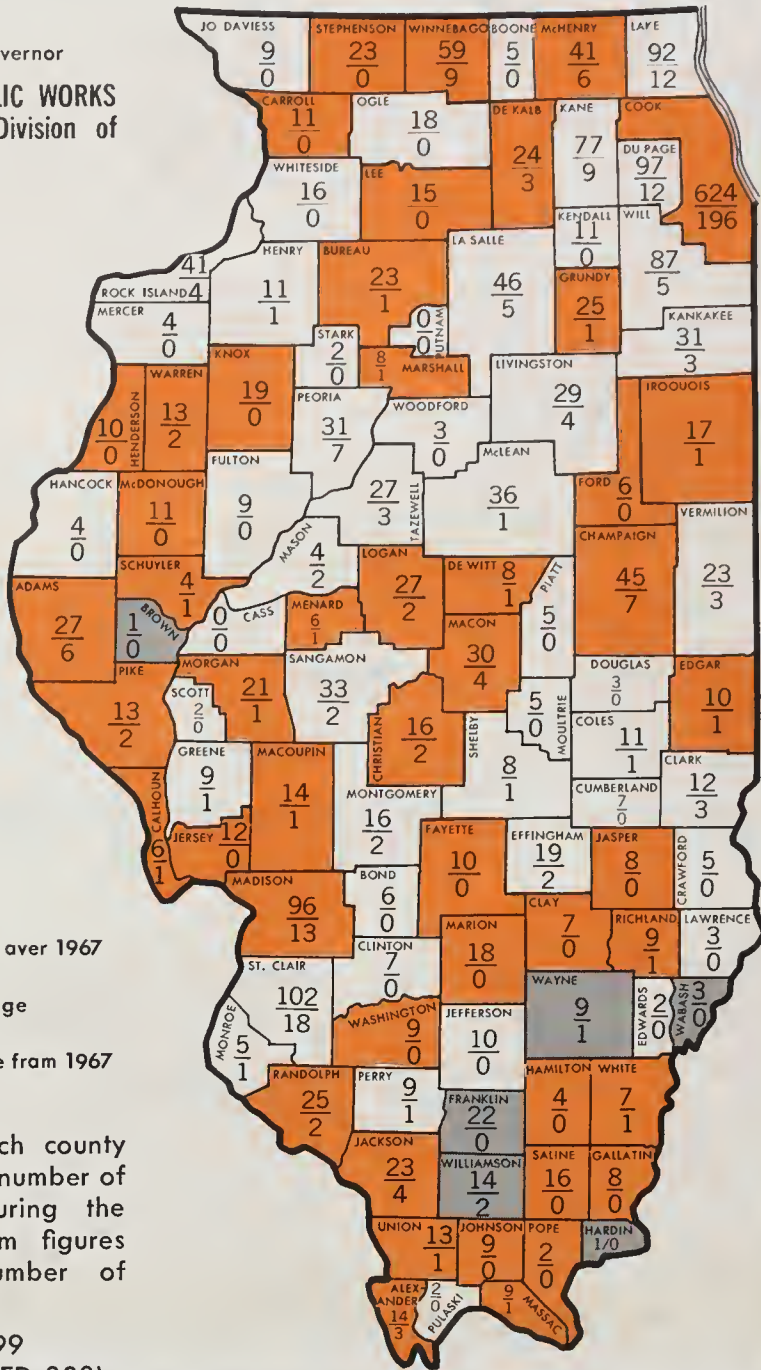 vernor
LIC WORKS
Division of
JO DAVIESS
9
0
STEPHENSON
23
0
WINNEBAGO
59
9
BOONE
5
0
McHENRY
41
6
LAKE
92
12
CARROLL
11
0
OGLE
18
0
DE KALB
24
3
KANE
77
9
COOK
624
196
DU PAGE
97
12
WHITESIDE
16
0
LEE
15
0
KENDALL
11
0
WILL
87
5
ROCK ISLAND
41
4
HENRY
11
1
BUREAU
23
1
LA SALLE
46
5
GRUNDY
25
1
KANKAKEE
31
3
MERCER
4
0
STARK
2
0
PUTNAM
0
0
MARSHALL
8
1
LIVINGSTON
29
4
HENDERSON
10
0
WARREN
13
2
KNOX
19
0
PEORIA
31
7
WOODFORD
3
0
IROQUOIS
17
1
HANCOCK
4
0
McDONOUGH
11
0
FULTON
9
0
TAZEWELL
27
3
McLEAN
36
1
FORD
6
0
VERMILION
23
3
CHAMPAIGN
45
7
SCHUYLER
4
1
MASON
4
2
LOGAN
27
2
DE WITT
8
1
PIATT
5
0
ADAMS
27
6
BROWN
1
0
CASS
0
0
MENARD
6
1
MACON
30
4
PIKE
13
2
SCOTT
2/0
MORGAN
21
1
SANGAMON
33
2
CHRISTIAN
16
2
MOULTRIE
5
0
DOUGLAS
3
0
EDGAR
10
1
COLES
11
1
SHELBY
8
1
GREENE
9
1
MACOUPIN
14
1
MONTGOMERY
16
2
CUMBERLAND
7
0
CLARK
12
3
CALHOUN
6
1
JERSEY
12
0
FAYETTE
10
0
EFFINGHAM
19
2
JASPER
8
0
CRAWFORD
5
0
MADISON
96
13
BOND
6
0
CLAY
7
0
RICHLAND
9
1
LAWRENCE
3
0
aver 1967
MARION
18
0
CLINTON
7
0
ST. CLAIR
102
18
WAYNE
9
1
EDWARDS
2
0
WABASH
3
0
ge
MONROE
5
1
WASHINGTON
9
0
JEFFERSON
10
0
e fram 1967
RANDOLPH
25
2
PERRY
9
1
FRANKLIN
22
0
HAMILTON
4
0
WHITE
7
1
ch county
number of
uring the
m figures
umber of
JACKSON
23
4
WILLIAMSON
14
2
SALINE
16
0
GALLATIN
8
0
UNION
13
1
JOHNSON
9
0
POPE
2
0
HARDIN
1/0
ALEX-
ANDER
14
3
PULASKI
2
0
MASSAC
9
1
99